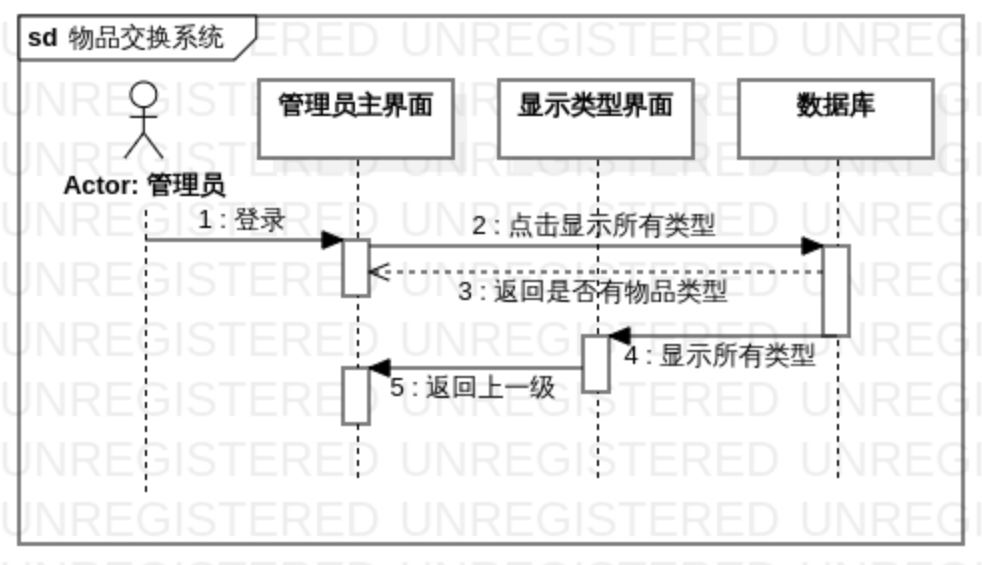 sd 物品交换系统
管理员主界面
显示类型界面
数据库
Actor: 管理员
1 : 登录
2 : 点击显示所有类型
3 : 返回是否有物品类型
4 : 显示所有类型
5 : 返回上一级
UNREGISTERED